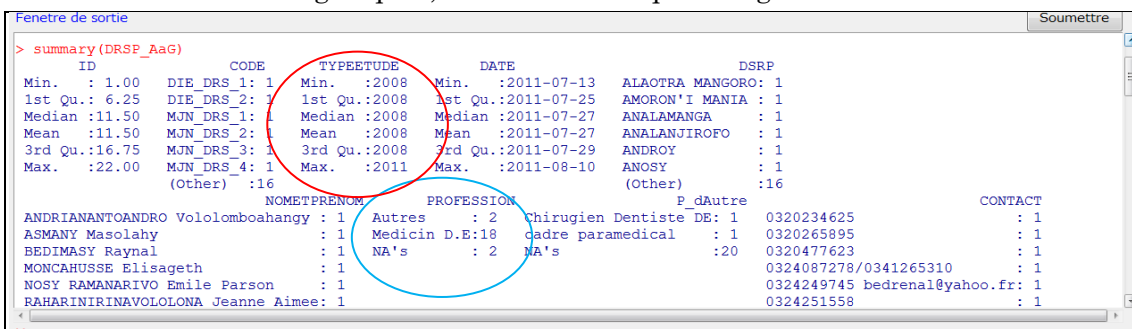 Fenetre de sortie Soumettre
> summary(DRSP_AaG)
ID CODE TYPEETUDE DATE DSRP
Min. : 1.00 DIE_DRS_1: 1 Min. :2008 Min. :2011-07-13 ALAOTRA MANGORO: 1
1st Qu.: 6.25 DIE_DRS_2: 1 1st Qu.:2008 1st Qu.:2011-07-25 AMORON'I MANIA : 1
Median :11.50 MJN_DRS_1: 1 Median :2008 Median :2011-07-27 ANALAMANGA : 1
Mean :11.50 MJN_DRS_2: 1 Mean :2008 Mean :2011-07-27 ANALANJIROFO : 1
3rd Qu.:16.75 MJN_DRS_3: 1 3rd Qu.:2008 3rd Qu.:2011-07-29 ANDROY : 1
Max. :22.00 MJN_DRS_4: 1 Max. :2011 Max. :2011-08-10 ANOSY : 1
(Other) :16 (Other) :16
NOMETPRENOM PROFESSION P_dAutre CONTACT
ANDRIANANTOANDRO Vololomboahangy : 1 Autres : 2 Chirugien Dentiste DE: 1 0320234625 : 1
ASMANY Masolahy : 1 Medicin D.E:18 cadre paramedical : 1 0320265895 : 1
BEDIMASY Raynal : 1 NA's : 2 NA's :20 0320477623 : 1
MONCAHUSSE Elisageth : 1 0324087278/0341265310 : 1
NOSY RAMANARIVO Emile Parson : 1 0324249745 bedrenal@yahoo.fr: 1
RAHARINIRINAVOLOLONA Jeanne Aimee: 1 0324251558 : 1